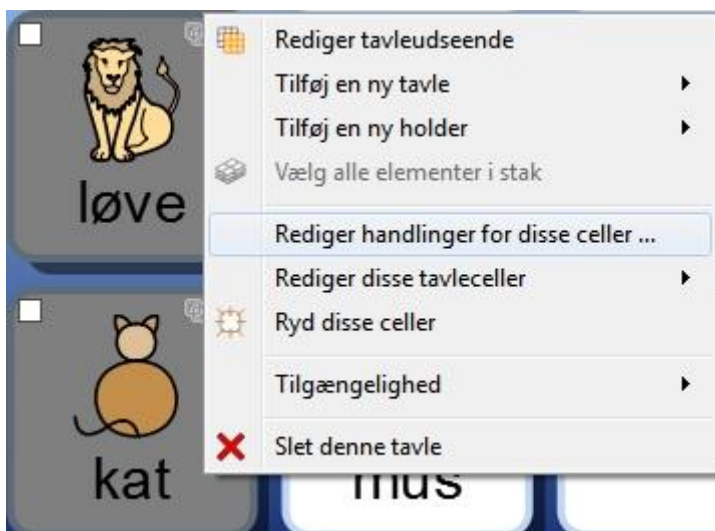 løve
Rediger tavleudseende
Tilføj en ny tavle
Tilføj en ny holder
Vælg alle elementer i stak
Rediger handlinger for disse celler ...
Rediger disse tavleceller
Ryd disse celler
Tilgængelighed
Slet denne tavle
kat
mus